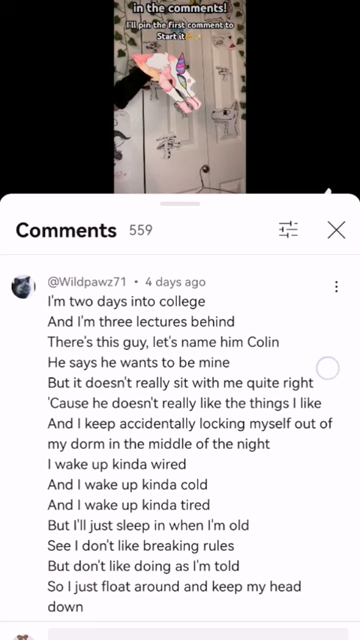 in the comments!
I'll pin the first comment to
Start it
Comments 559
@Wildpawz71 • 4 days ago
I'm two days into college
And I'm three lectures behind
There's this guy, let's name him Colin
He says he wants to be mine
But it doesn't really sit with me quite right
'Cause he doesn't really like the things I like
And I keep accidentally locking myself out of
my dorm in the middle of the night
I wake up kinda wired
And I wake up kinda cold
And I wake up kinda tired
But I'll just sleep in when I'm old
See I don't like breaking rules
But don't like doing as I'm told
So I just float around and keep my head
down